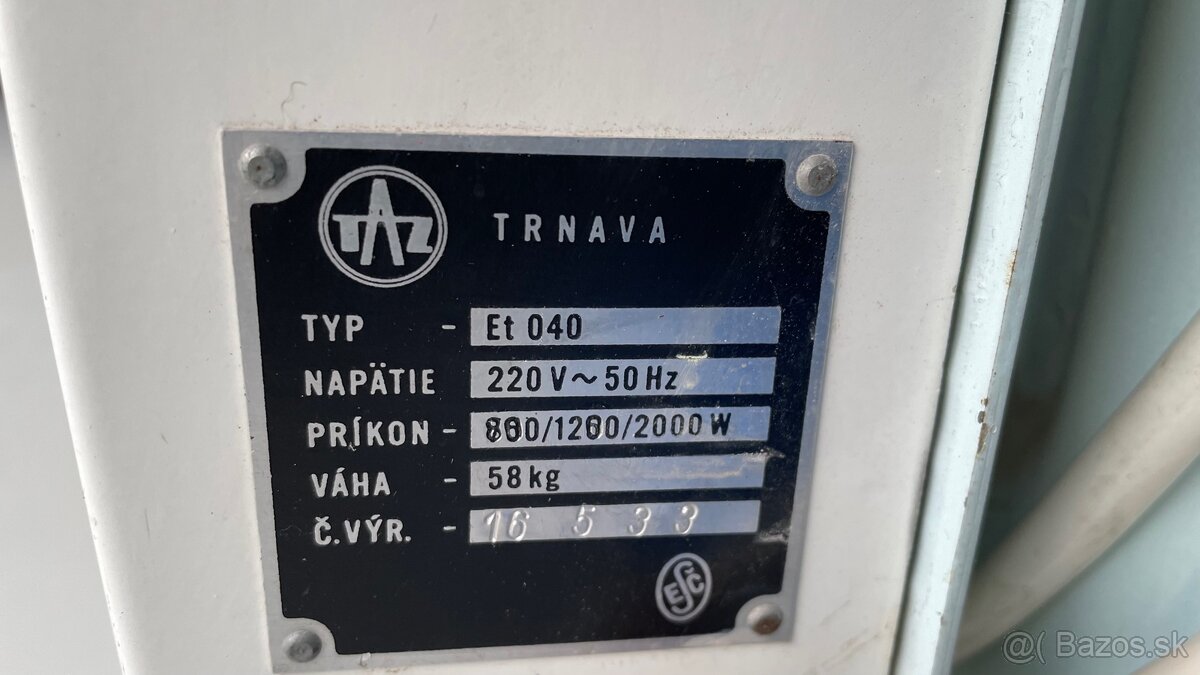 TAZ TRNAVA
TYP - Et 040
NAPÄTIE - 220 V ~ 50 Hz
PRÍKON - 800/1200/2000 W
VÁHA - 58 kg
Č.VÝR. - 16 533
EŠČ
@( Bazos.sk